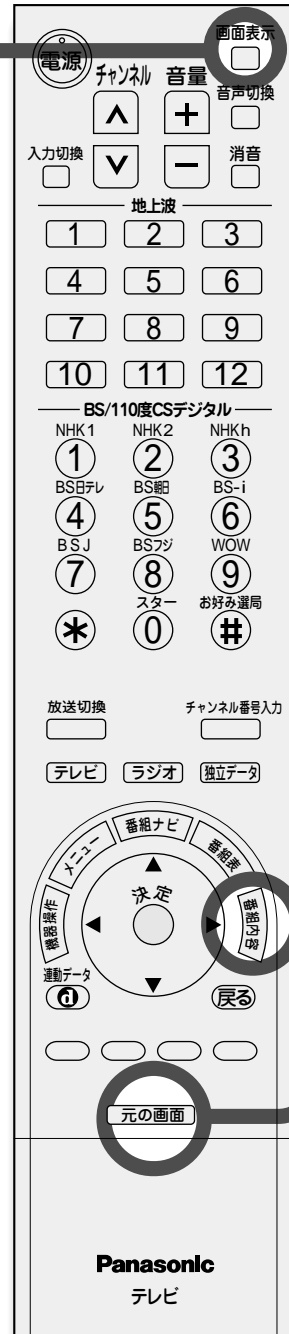 画面表示
電源
チャンネル 音量
音声切換
入力切換
消音
地上波
1 2 3
4 5 6
7 8 9
10 11 12
BS/110度CSデジタル
NHK1 NHK2 NHKh
1 2 3
BS日テレ BS朝日 BS-i
4 5 6
BSJ BSフジ WOW
7 8 9
スター お好み選局
* 0 #
放送切換 チャンネル番号入力
テレビ ラジオ 独立データ
番組ナビ
メニュー 番組表
機器操作 決定 番組内容
連動データ
d 戻る
元の画面
Panasonic
テレビ